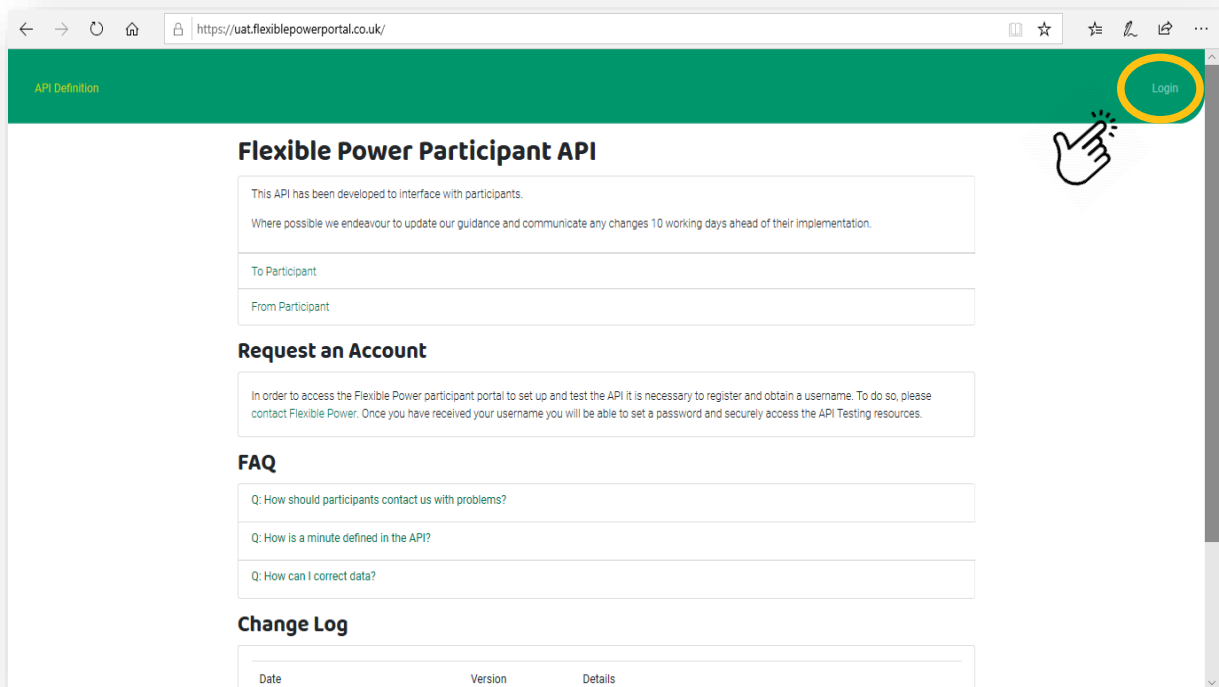 https://uat.flexiblepowerportal.co.uk/
API Definition
Login
Flexible Power Participant API
This API has been developed to interface with participants.
Where possible we endeavour to update our guidance and communicate any changes 10 working days ahead of their implementation.
To Participant
From Participant
Request an Account
In order to access the Flexible Power participant portal to set up and test the API it is necessary to register and obtain a username. To do so, please
contact Flexible Power. Once you have received your username you will be able to set a password and securely access the API Testing resources.
FAQ
Q: How should participants contact us with problems?
Q: How is a minute defined in the API?
Q: How can I correct data?
Change Log
Date Version Details